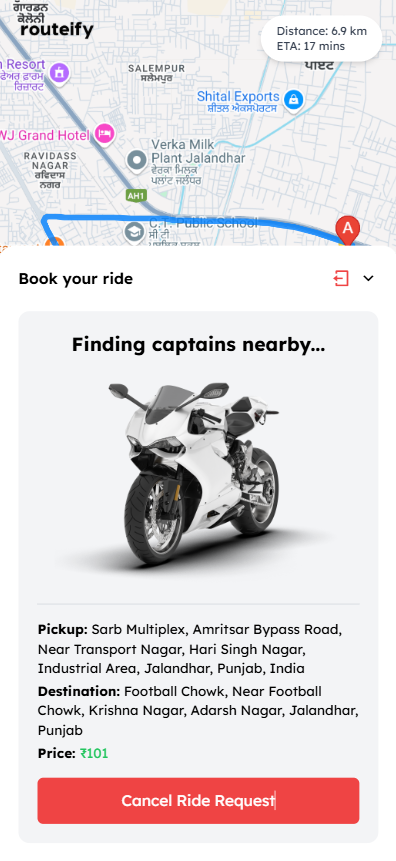 गार्डन
कॉलोनी
routeify
Distance: 6.9 km
ETA: 17 mins
n Resort
ਰਿਜ਼ਾਰਟ
SALEMPUR
ਸਲੇਮਪੁਰ
ਪਾਇਟ
Shital Exports
ਸ਼ੀਤਲ ਐਕਸਪੋਰਟਸ
WJ Grand Hotel
Verka Milk
Plant Jalandhar
ਵੇਰਕਾ ਮਿਲਕ
ਪਲਾਂਟ ਜਲੰਧਰ
RAVIDASS
NAGAR
ਰਵਿਦਾਸ
ਨਗਰ
AH1
C.T. Public School
ਸੀ ਟੀ
A
Book your ride
Finding captains nearby...
Pickup: Sarb Multiplex, Amritsar Bypass Road,
Near Transport Nagar, Hari Singh Nagar,
Industrial Area, Jalandhar, Punjab, India
Destination: Football Chowk, Near Football
Chowk, Krishna Nagar, Adarsh Nagar, Jalandhar,
Punjab
Price: ₹101
Cancel Ride Request